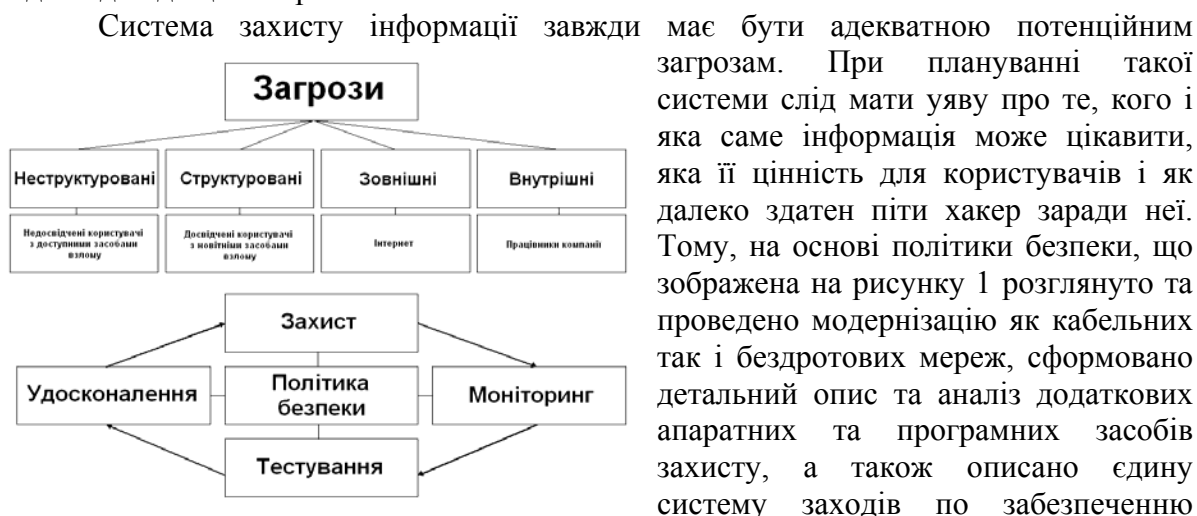 Система захисту інформації завжди має бути адекватною потенційним
загрозам. При плануванні такої
системи слід мати уяву про те, кого і
яка саме інформація може цікавити,
яка її цінність для користувачів і як
далеко здатен піти хакер заради неї.
Тому, на основі політики безпеки, що
зображена на рисунку 1 розглянуто та
проведено модернізацію як кабельних
так і бездротових мереж, сформовано
детальний опис та аналіз додаткових
апаратних та програмних засобів
захисту, а також описано єдину
систему заходів по забезпеченню
Загрози
Неструктуровані
Структуровані
Зовнішні
Внутрішні
Недосвідчені користувачі
з доступними засобами
взлому
Досвідчені користувачі
з новітніми засобами
взлому
Інтернет
Працівники компанії
Захист
Удосконалення
Політика
безпеки
Моніторинг
Тестування